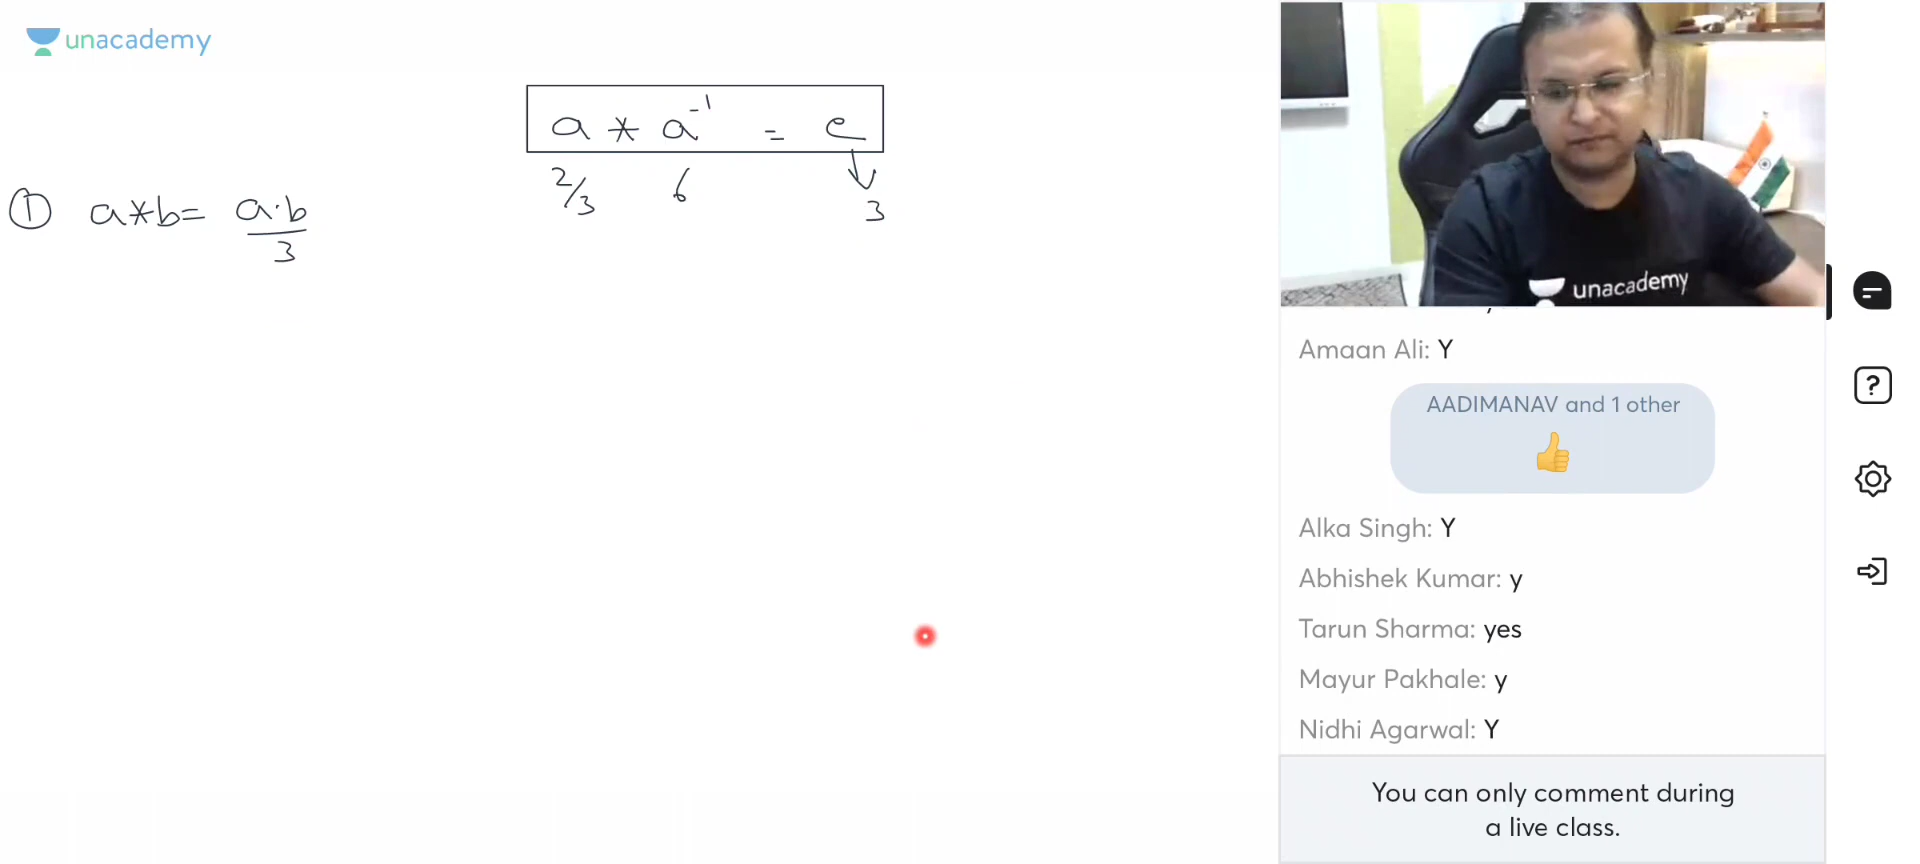 unacademy
a * a⁻¹ = e
2/3 6 3
① a*b= a·b
3
unacademy
Amaan Ali: Y
AADIMANAV and 1 other
Alka Singh: Y
Abhishek Kumar: y
Tarun Sharma: yes
Mayur Pakhale: y
Nidhi Agarwal: Y
You can only comment during
a live class.
?